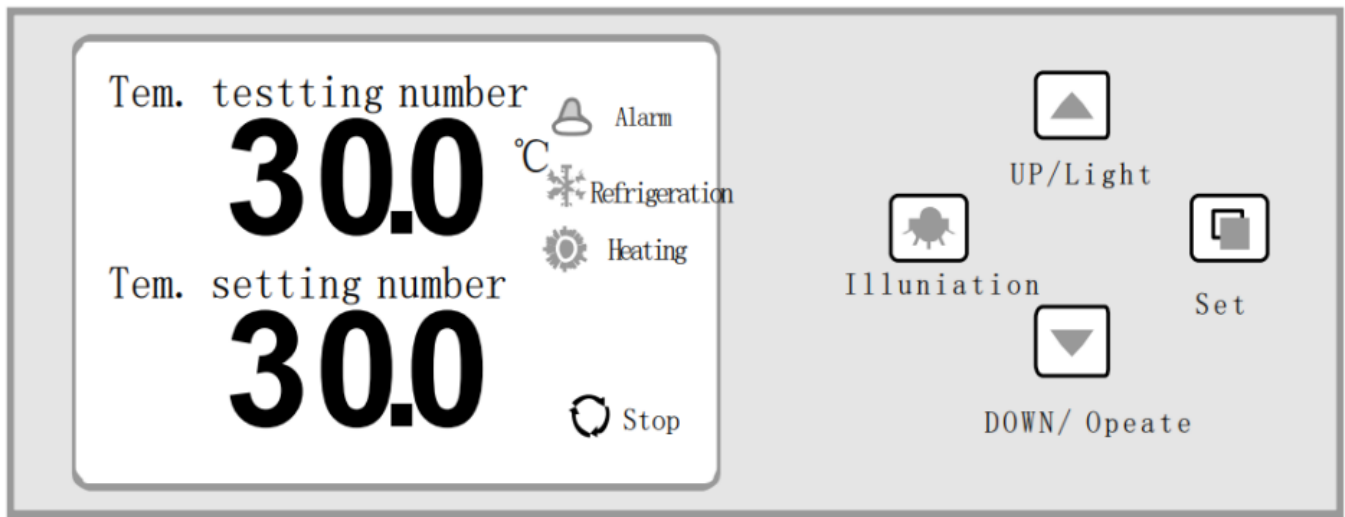 Tem. testting number
30.0 ℃
Alarm
Refrigeration
Heating
Tem. setting number
30.0
Stop
UP/Light
Illuniation
Set
DOWN/ Opeate